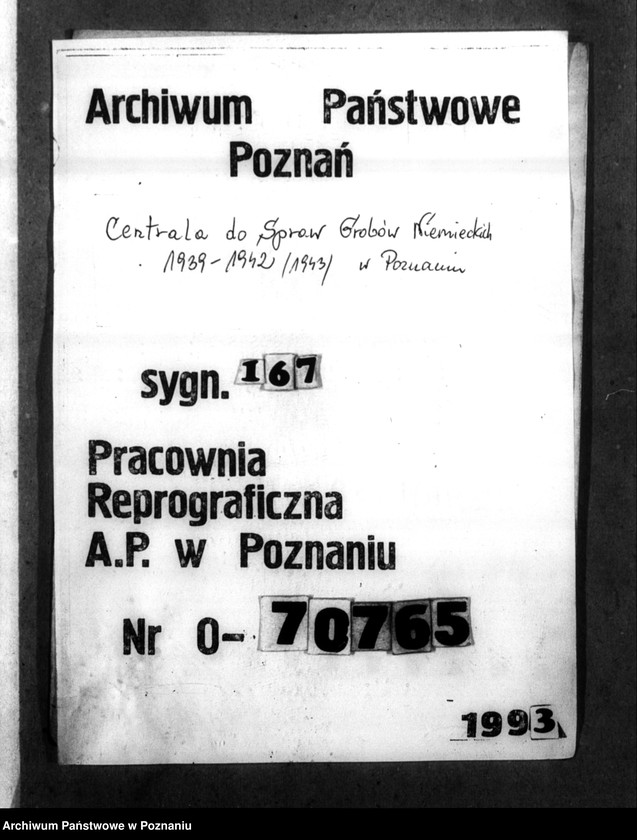 Archiwum Państwowe
Poznań
Centrala do Spraw Grobów Niemieckich
1939-1942 /1943/ w Poznaniu
sygn. 167
Pracownia
Reprograficzna
A.P. w Poznaniu
Nr 0-70765
1993
Archiwum Państwowe w Poznaniu